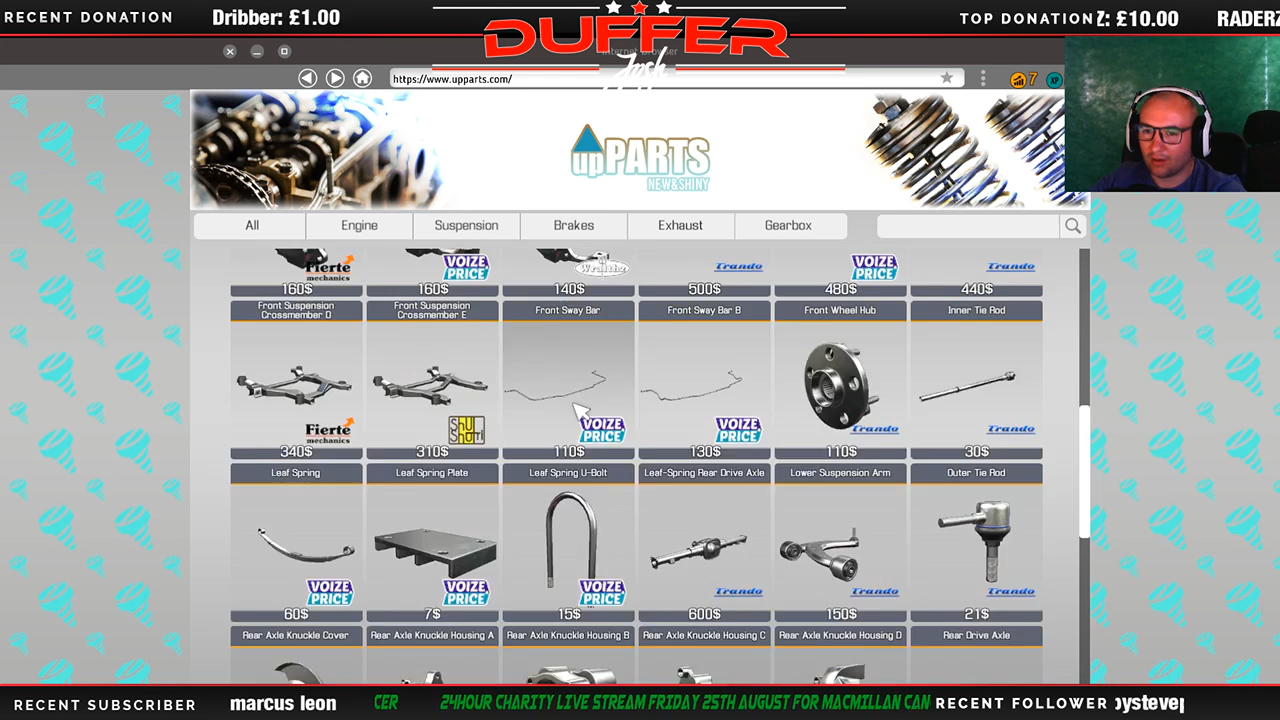 RECENT DONATION
Dribber: £1.00
DUFFER
Josh
TOP DONATION
Z: £10.00
RADERZ
https://www.upparts.com/
7
XP
upPARTS
NEW&SHINY
All
Engine
Suspension
Brakes
Exhaust
Gearbox
Fierte
mechanics
VOIZE
PRICE
Trando
VOIZE
PRICE
Trando
160$
160$
140$
500$
480$
440$
Front Suspension
Crossmember D
Front Suspension
Crossmember E
Front Sway Bar
Front Sway Bar B
Front Wheel Hub
Inner Tie Rod
Fierte
mechanics
Shu
Shu
VOIZE
PRICE
VOIZE
PRICE
Trando
Trando
340$
310$
110$
130$
110$
30$
Leaf Spring
Leaf Spring Plate
Leaf Spring U-Bolt
Leaf-Spring Rear Drive Axle
Lower Suspension Arm
Outer Tie Rod
VOIZE
PRICE
VOIZE
PRICE
VOIZE
PRICE
Trando
Trando
Trando
60$
7$
15$
600$
150$
21$
Rear Axle Knuckle Cover
Rear Axle Knuckle Housing A
Rear Axle Knuckle Housing B
Rear Axle Knuckle Housing C
Rear Axle Knuckle Housing D
Rear Drive Axle
RECENT SUBSCRIBER
marcus leon
CER
24HOUR CHARITY LIVE STREAM FRIDAY 25TH AUGUST FOR MACMILLAN CAN
RECENT FOLLOWER